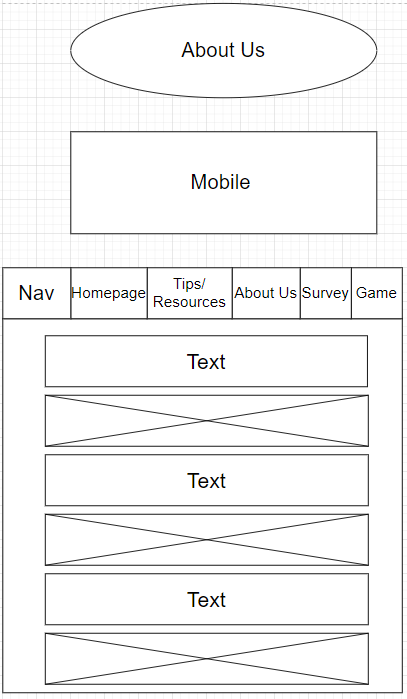 About Us
Mobile
Nav
Homepage
Tips/
Resources
About Us
Survey
Game
Text
Text
Text